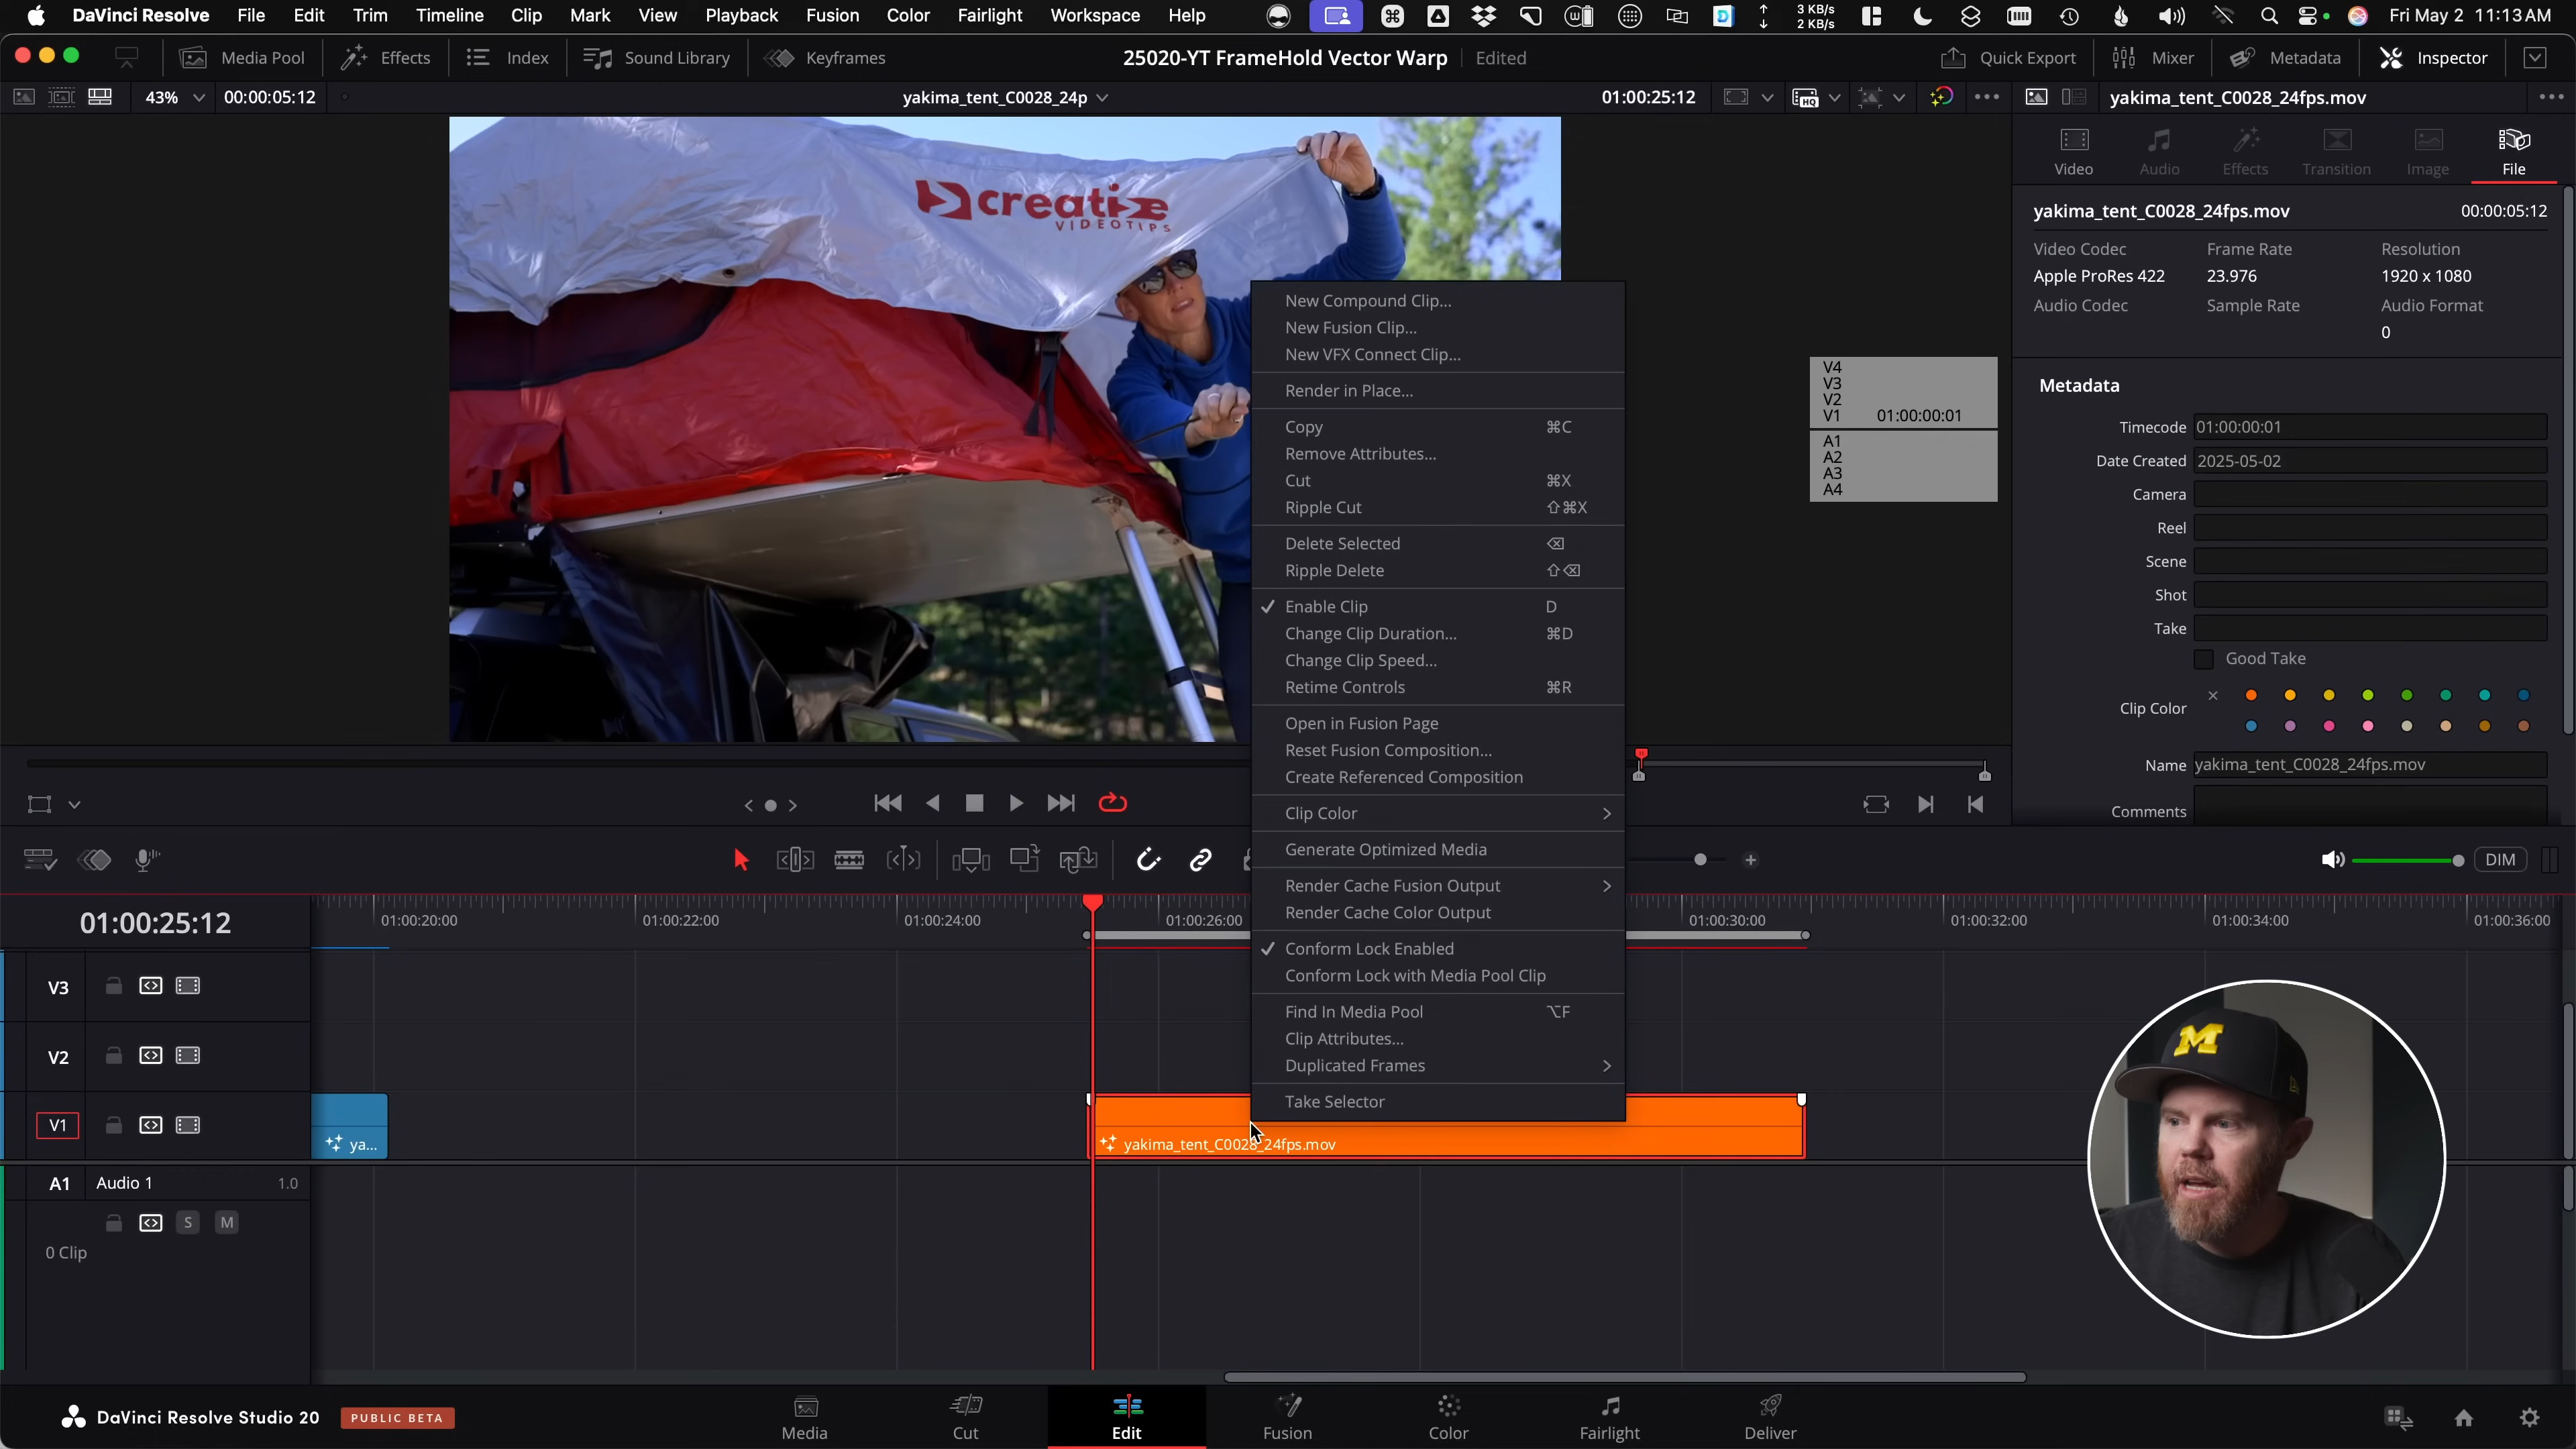 DaVinci Resolve File Edit Trim Timeline Clip Mark View Playback Fusion Color Fairlight Workspace Help 3 KB/s 2 KB/s Fri May 2 11:13 AM
Media Pool Effects Index Sound Library Keyframes 25020-YT FrameHold Vector Warp Edited Quick Export Mixer Metadata Inspector
43% 00:00:05:12 yakima_tent_C0028_24p 01:00:25:12 HQ yakima_tent_C0028_24fps.mov
Video Audio Effects Transition Image File
yakima_tent_C0028_24fps.mov 00:00:05:12
Video Codec Frame Rate Resolution
Apple ProRes 422 23.976 1920 x 1080
Audio Codec Sample Rate Audio Format
0
creative
VIDEOTIPS
New Compound Clip...
New Fusion Clip...
New VFX Connect Clip...
Render in Place...
Copy ⌘C
Remove Attributes...
Cut ⌘X
Ripple Cut ⇧⌘X
Delete Selected ⌫
Ripple Delete ⇧⌫
Enable Clip D
Change Clip Duration... ⌘D
Change Clip Speed...
Retime Controls ⌘R
Open in Fusion Page
Reset Fusion Composition...
Create Referenced Composition
Clip Color
Generate Optimized Media
Render Cache Fusion Output
Render Cache Color Output
Conform Lock Enabled
Conform Lock with Media Pool Clip
Find In Media Pool ⌥F
Clip Attributes...
Duplicated Frames
Take Selector
V4
V3
V2
V1 01:00:00:01
A1
A2
A3
A4
Metadata
Timecode 01:00:00:01
Date Created 2025-05-02
Camera
Reel
Scene
Shot
Take
Good Take
Clip Color
Name yakima_tent_C0028_24fps.mov
Comments
DIM
01:00:25:12 01:00:20:00 01:00:22:00 01:00:24:00 01:00:26:00 01:00:30:00 01:00:32:00 01:00:34:00 01:00:36:00
V3
V2
V1
ya...
yakima_tent_C0028_24fps.mov
A1 Audio 1 1.0
S M
0 Clip
M
DaVinci Resolve Studio 20 PUBLIC BETA
Media Cut Edit Fusion Color Fairlight Deliver